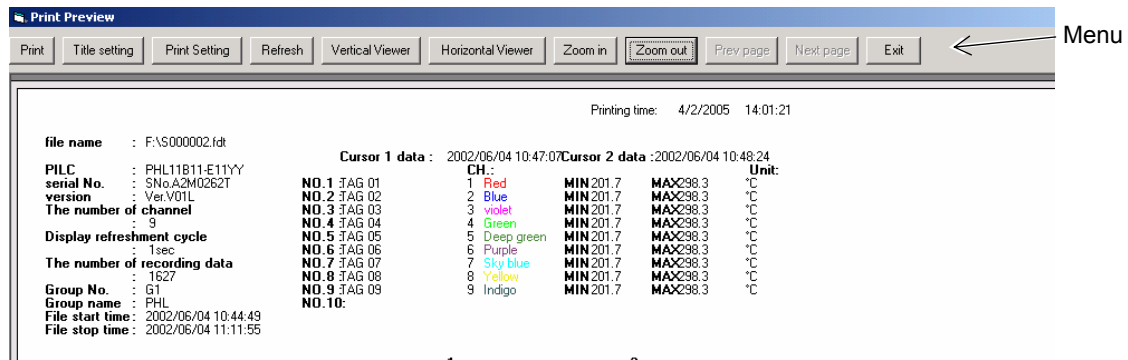 Print Preview
Print Title setting Print Setting Refresh Vertical Viewer Horizontal Viewer Zoom in Zoom out Prev page Next page Exit
Menu
Printing time: 4/2/2005 14:01:21
file name : F:\S000002.fdt
Cursor 1 data : 2002/06/04 10:47:07 Cursor 2 data : 2002/06/04 10:48:24
PILC : PHL11B11-E11YY CH.: Unit:
serial No. : SNo.A2M0262T NO.1 :TAG 01 1 Red MIN 201.7 MAX 298.3 °C
version : Ver.V01L NO.2 :TAG 02 2 Blue MIN 201.7 MAX 298.3 °C
The number of channel NO.3 :TAG 03 3 violet MIN 201.7 MAX 298.3 °C
: 9 NO.4 :TAG 04 4 Green MIN 201.7 MAX 298.3 °C
Display refreshment cycle NO.5 :TAG 05 5 Deep green MIN 201.7 MAX 298.3 °C
: 1sec NO.6 :TAG 06 6 Purple MIN 201.7 MAX 298.3 °C
The number of recording data NO.7 :TAG 07 7 Sky blue MIN 201.7 MAX 298.3 °C
: 1627 NO.8 :TAG 08 8 Yellow MIN 201.7 MAX 298.3 °C
Group No. : G1 NO.9 :TAG 09 9 Indigo MIN 201.7 MAX 298.3 °C
Group name : PHL NO.10:
File start time : 2002/06/04 10:44:49
File stop time : 2002/06/04 11:11:55